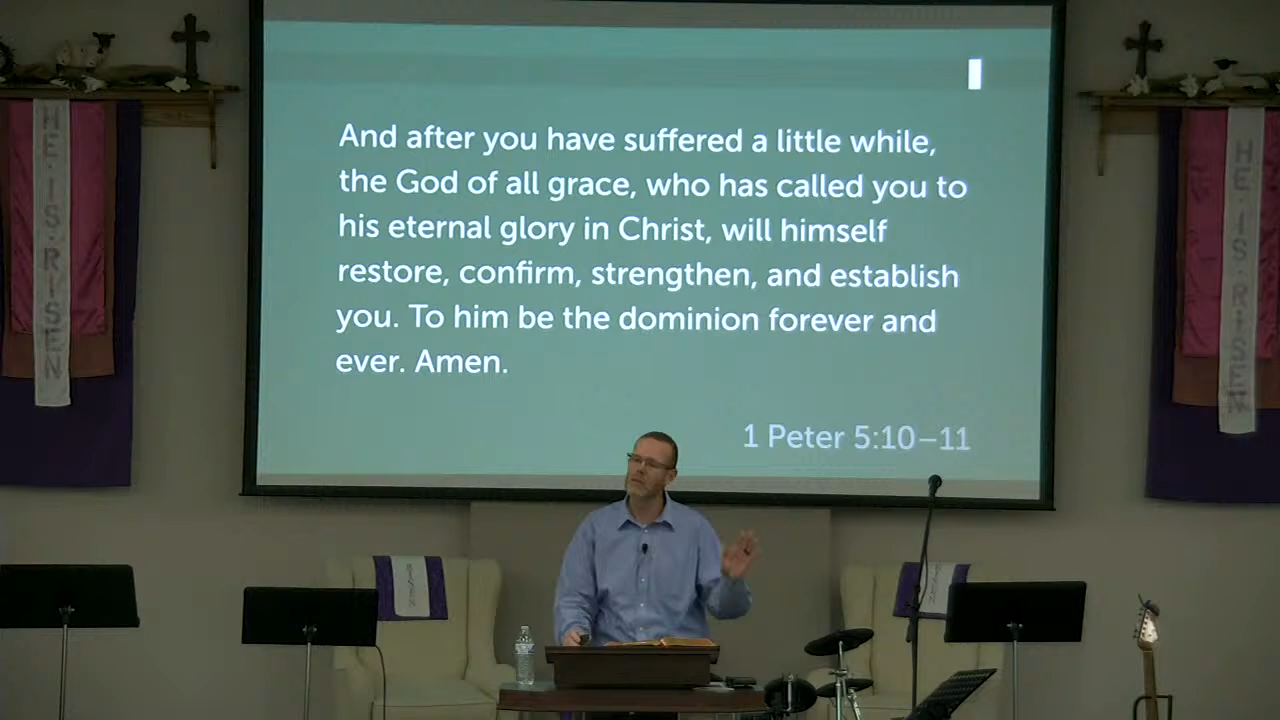 And after you have suffered a little while,
the God of all grace, who has called you to
his eternal glory in Christ, will himself
restore, confirm, strengthen, and establish
you. To him be the dominion forever and
ever. Amen.
1 Peter 5:10–11
HE·IS·RISEN
HE·IS·RISEN